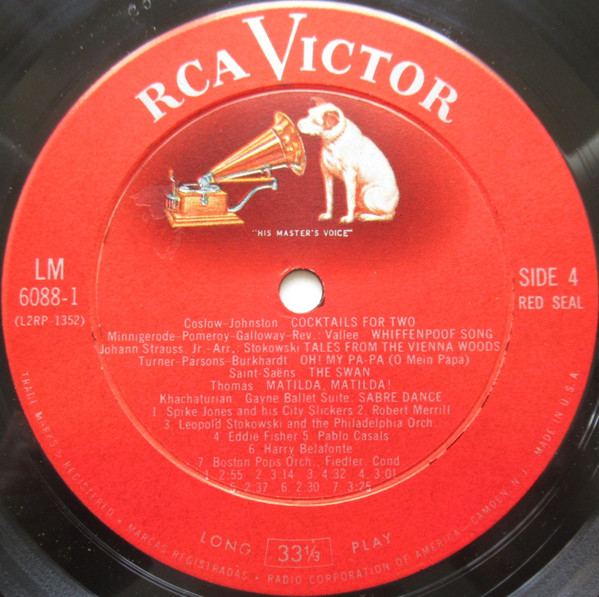 RCA VICTOR
"HIS MASTER'S VOICE"
LM
6088-1
(L2RP-1352)
SIDE 4
RED SEAL
Coslow-Johnston COCKTAILS FOR TWO
Minnigerode-Pomeroy-Galloway-Rev.: Vallee: WHIFFENPOOF SONG
Johann Strauss, Jr.-Arr., Stokowski TALES FROM THE VIENNA WOODS
Turner-Parsons-Burkhardt OH! MY PA-PA (O Mein Papa)
Saint-Saëns THE SWAN
Thomas MATILDA, MATILDA!
Khachaturian, Gayne Ballet Suite: SABRE DANCE
1. Spike Jones and his City Slickers 2. Robert Merrill
3. Leopold Stokowski and the Philadelphia Orch.
4. Eddie Fisher 5. Pablo Casals
6. Harry Belafonte
7. Boston Pops Orch., Fiedler, Cond
1. 2:55 2. 3:14 3. 4:32 4. 3:01
5. 2:37 6. 2:30 7. 3:25
LONG 33⅓ PLAY
TRADE MARKS ® REGISTERED • MARCAS REGISTRADAS • RADIO CORPORATION OF AMERICA—CAMDEN, N.J. • MADE IN U.S.A.